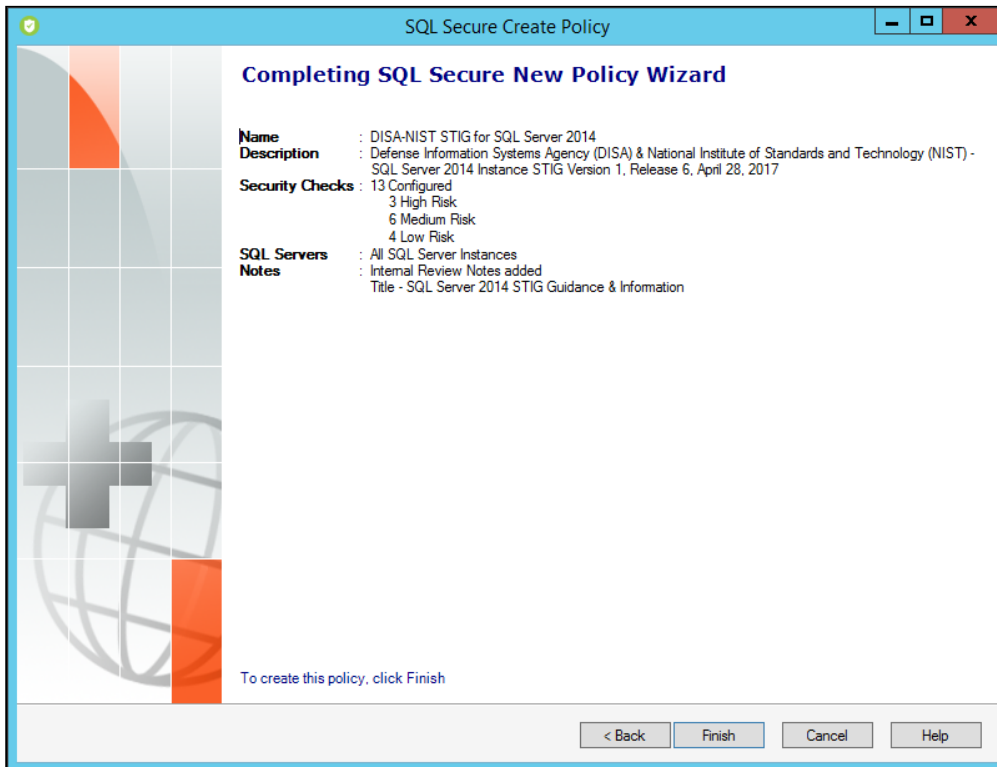 SQL Secure Create Policy
Completing SQL Secure New Policy Wizard
Name : DISA-NIST STIG for SQL Server 2014
Description : Defense Information Systems Agency (DISA) & National Institute of Standards and Technology (NIST) -
SQL Server 2014 Instance STIG Version 1, Release 6, April 28, 2017
Security Checks : 13 Configured
3 High Risk
6 Medium Risk
4 Low Risk
SQL Servers : All SQL Server Instances
Notes : Internal Review Notes added
Title - SQL Server 2014 STIG Guidance & Information
To create this policy, click Finish
< Back Finish Cancel Help